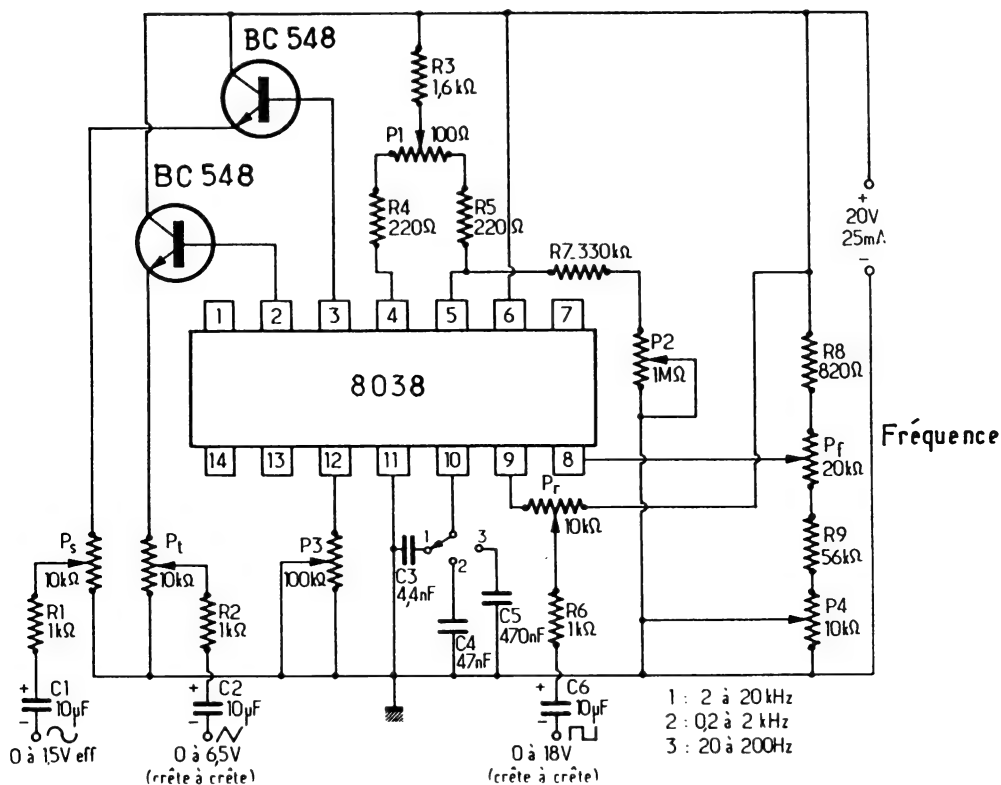 BC 548
R3
1,6kΩ
P1
100Ω
BC 548
R4
220Ω
R5
220Ω
R7_330kΩ
+
20V
25mA
−
1
2
3
4
5
6
7
P2
1MΩ
R8
820Ω
8038
Fréquence
14
13
12
11
10
9
8
Pf
20kΩ
Pr
10kΩ
Ps
10kΩ
Pt
10kΩ
P3
100kΩ
1
2
3
C3
4,4nF
R9
56kΩ
R1
1kΩ
R2
1kΩ
C4
47nF
C5
470nF
R6
1kΩ
P4
10kΩ
+
C1
10µF
−
+
C2
10µF
−
+
C6
10µF
−
1 : 2 à 20kHz
2 : 0,2 à 2 kHz
3 : 20 à 200Hz
0 à 1,5V eff
0 à 6,5V
(crête à crête)
0 à 18V
(crête à crête)